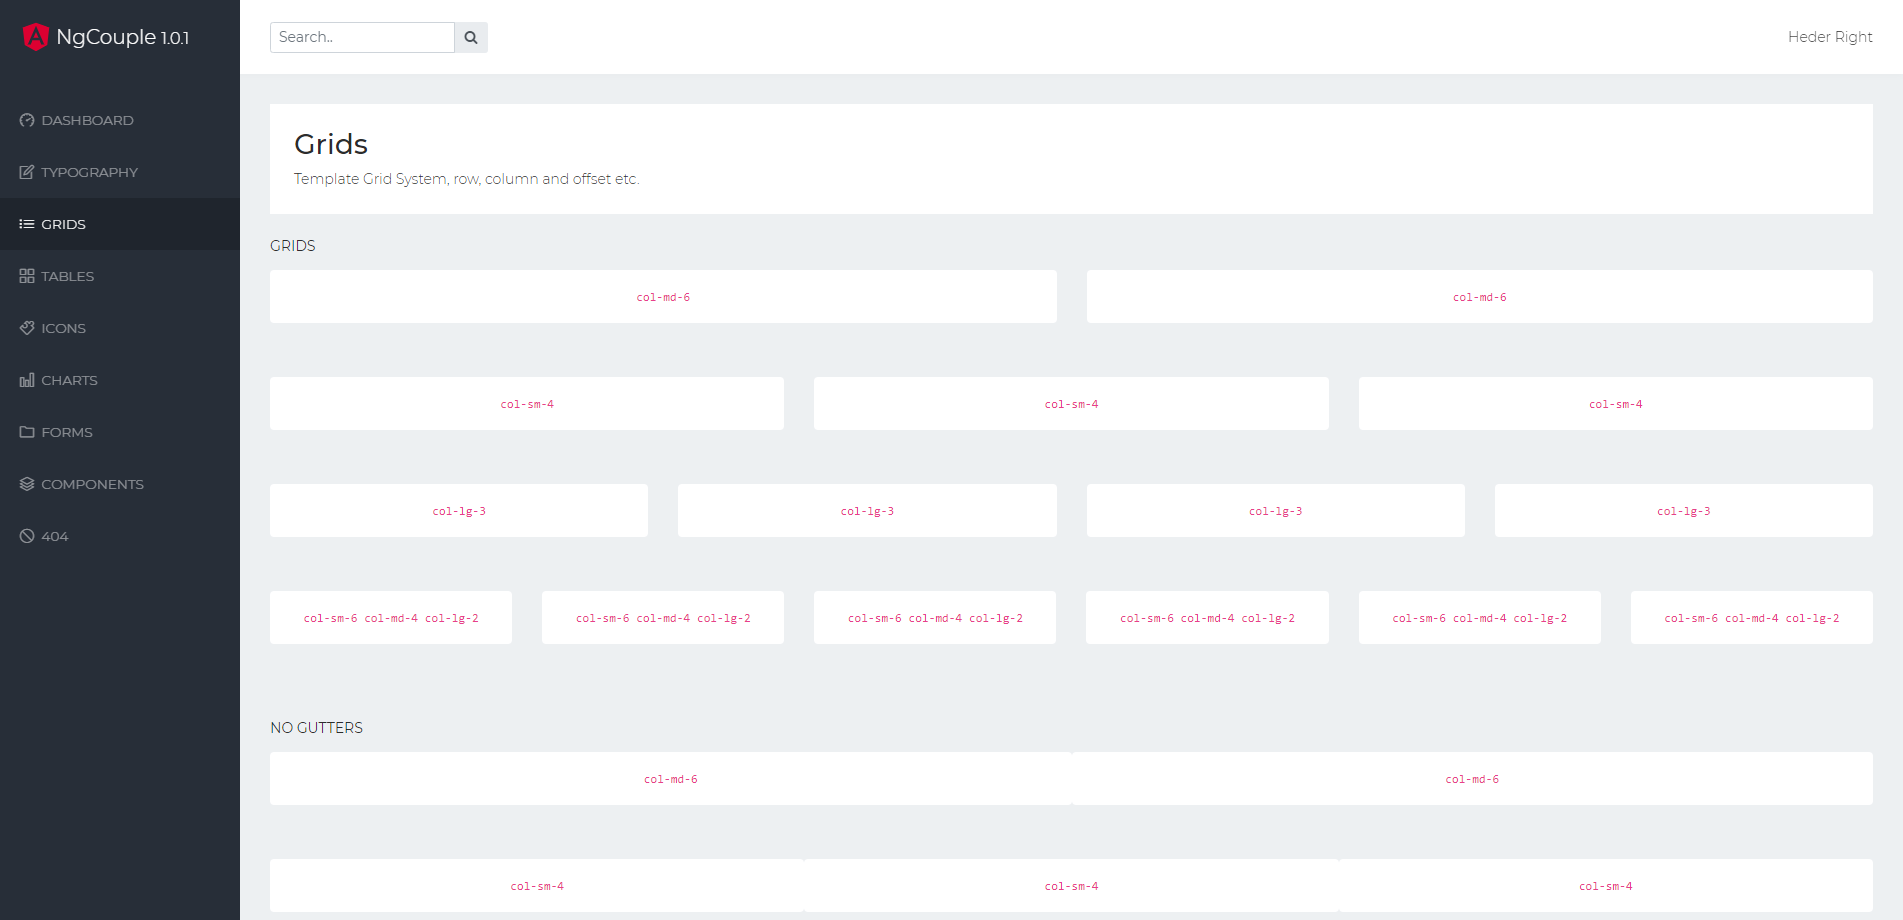 NgCouple 1.0.1
Search..
Heder Right
DASHBOARD
TYPOGRAPHY
GRIDS
TABLES
ICONS
CHARTS
FORMS
COMPONENTS
404
Grids
Template Grid System, row, column and offset etc.
GRIDS
col-md-6 col-md-6
col-sm-4 col-sm-4 col-sm-4
col-lg-3 col-lg-3 col-lg-3 col-lg-3
col-sm-6 col-md-4 col-lg-2 col-sm-6 col-md-4 col-lg-2 col-sm-6 col-md-4 col-lg-2 col-sm-6 col-md-4 col-lg-2 col-sm-6 col-md-4 col-lg-2 col-sm-6 col-md-4 col-lg-2
NO GUTTERS
col-md-6 col-md-6
col-sm-4 col-sm-4 col-sm-4